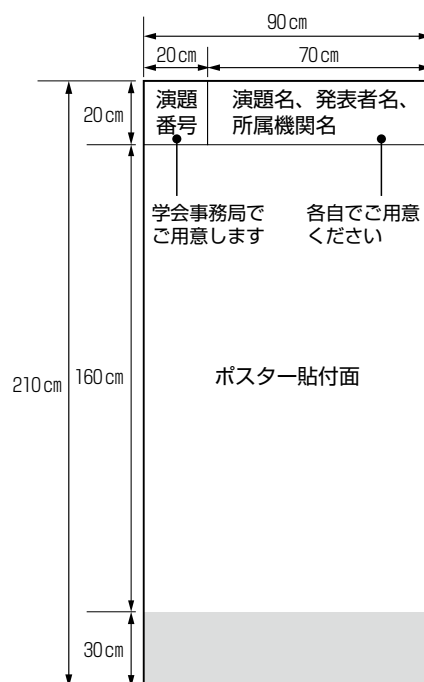 90㎝
20㎝
70㎝
20㎝
演題
番号
演題名、発表者名、
所属機関名
学会事務局で
ご用意します
各自でご用意
ください
210㎝
160㎝
ポスター貼付面
30㎝